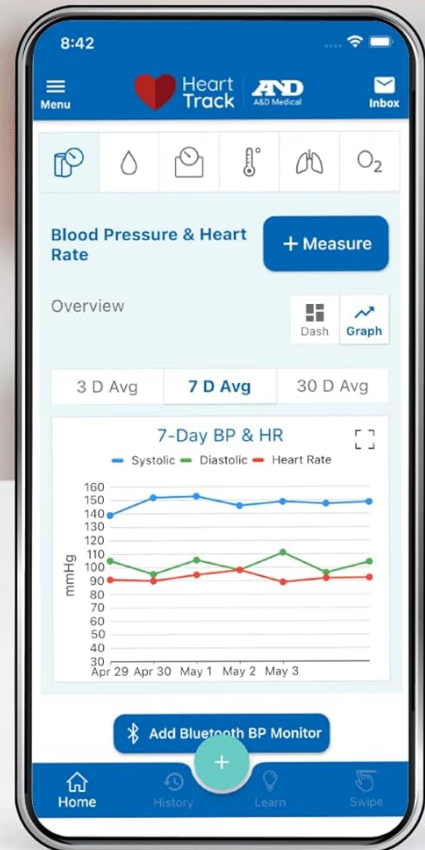 8:42
Heart
Track
AND
A&D Medical
Menu
Inbox
O2
Blood Pressure & Heart
Rate
+ Measure
Overview
Dash
Graph
3 D Avg
7 D Avg
30 D Avg
7-Day BP & HR
Systolic
Diastolic
Heart Rate
mmHg
160
150
140
130
120
110
100
90
80
70
60
50
40
30
Apr 29 Apr 30 May 1 May 2 May 3
Add Bluetooth BP Monitor
+
Home
History
Learn
Swipe